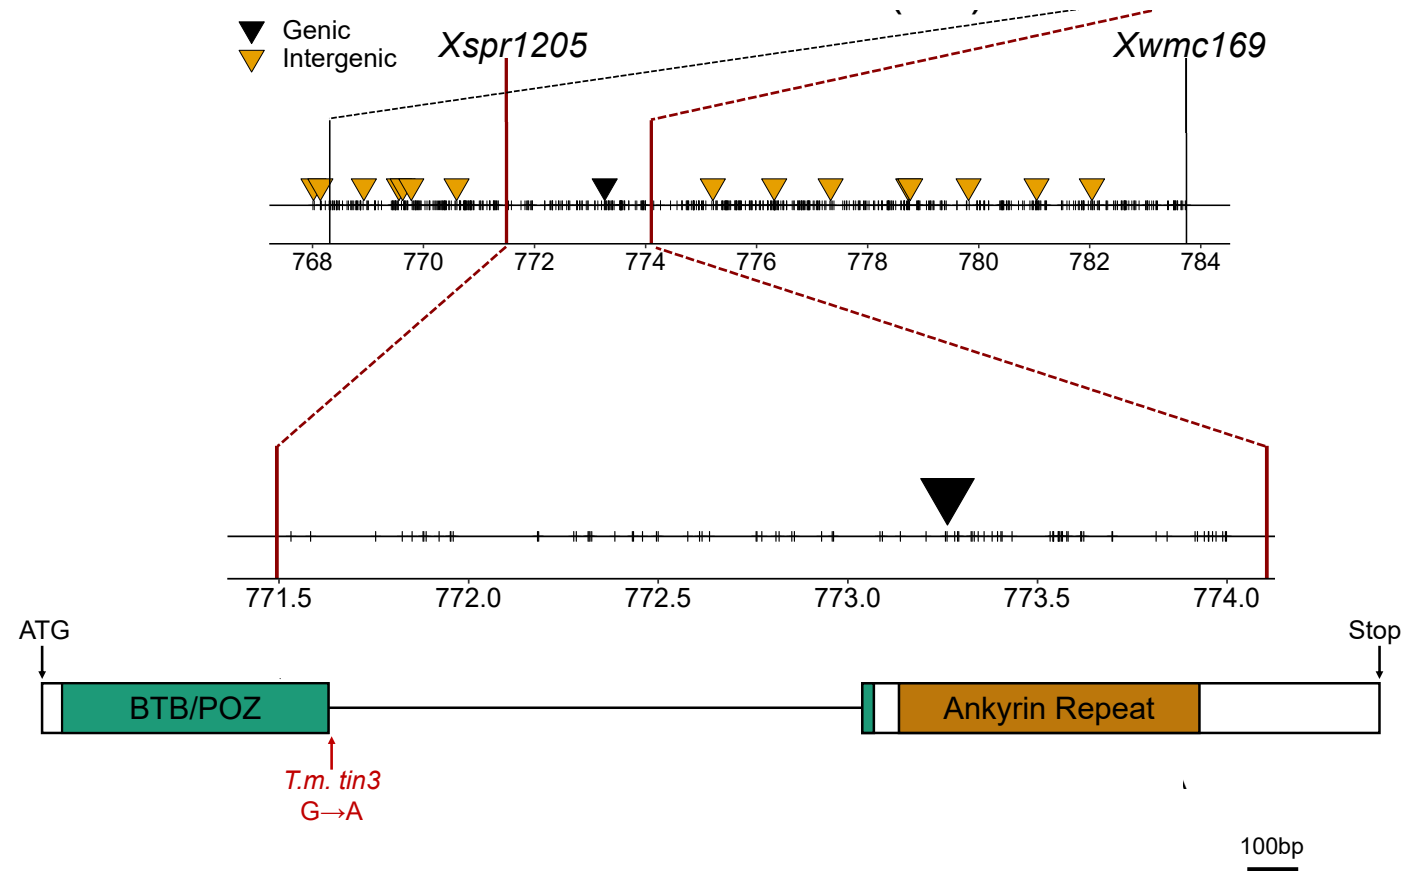 Genic
Intergenic
Xspr1205
Xwmc169
768 770 772 774 776 778 780 782 784
771.5 772.0 772.5 773.0 773.5 774.0
ATG
Stop
BTB/POZ
Ankyrin Repeat
T.m. tin3
G→A
100bp